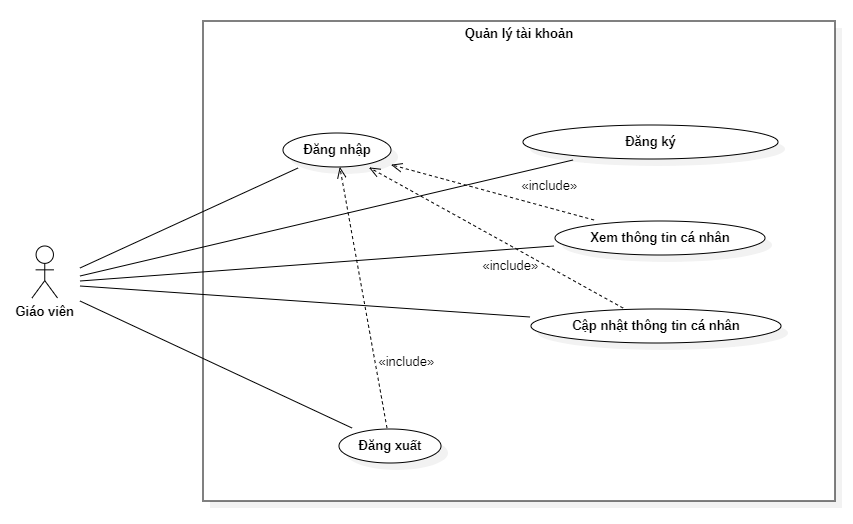 Quản lý tài khoản
Đăng nhập
Đăng ký
«include»
Xem thông tin cá nhân
«include»
Giáo viên
Cập nhật thông tin cá nhân
«include»
Đăng xuất